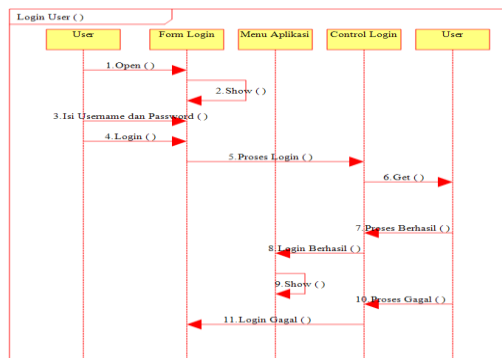 Login User ( )
User
Form Login
Menu Aplikasi
Control Login
User
1.Open ( )
2.Show ( )
3.Isi Username dan Password ( )
4.Login ( )
5.Proses Login ( )
6.Get ( )
7.Proses Berhasil ( )
8.Login Berhasil ( )
9.Show ( )
10.Proses Gagal ( )
11.Login Gagal ( )